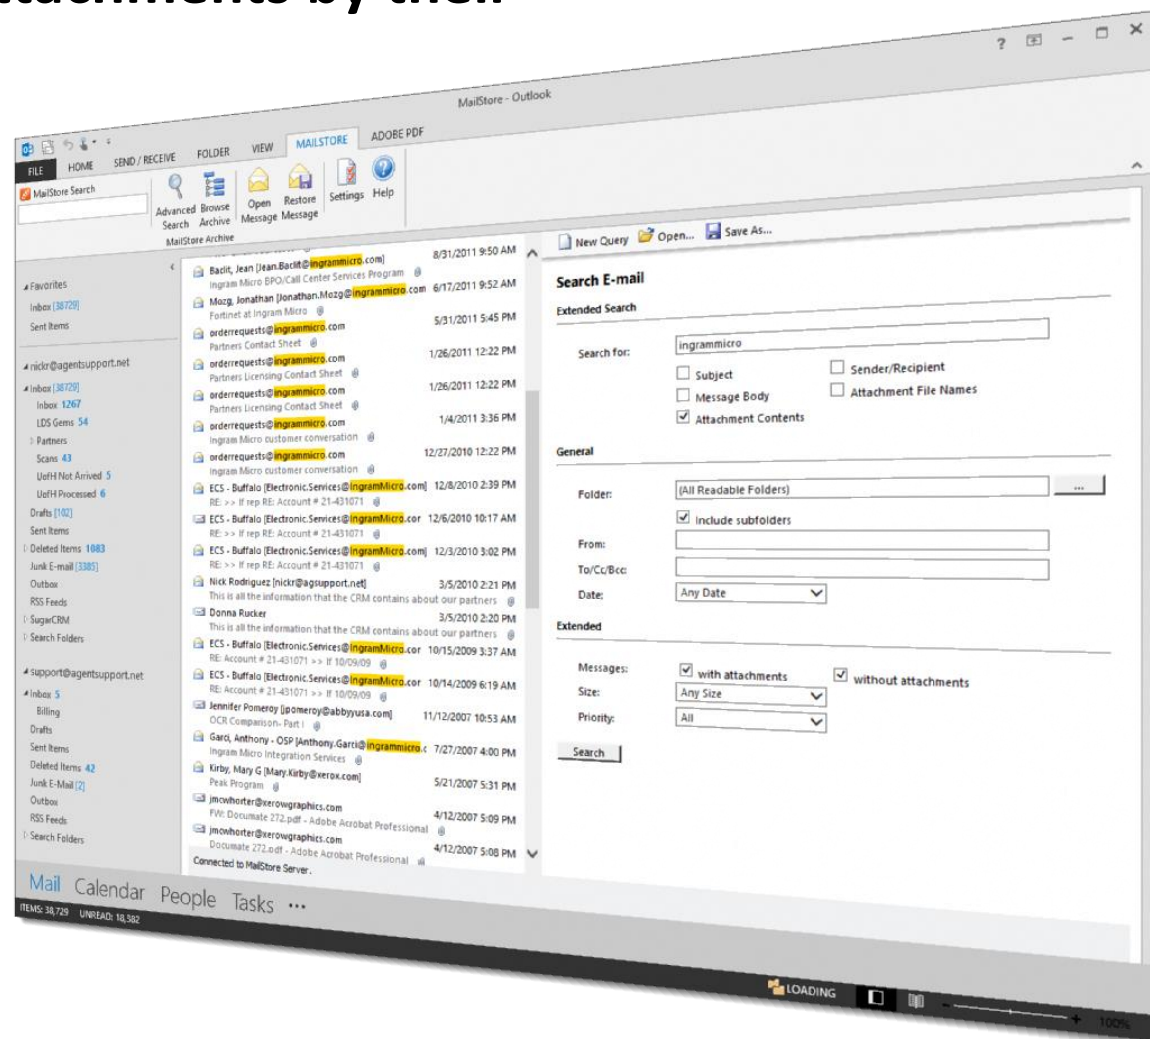 MailStore - Outlook
?
FILE HOME SEND / RECEIVE FOLDER VIEW MAILSTORE ADOBE PDF
MailStore Search
Advanced Search
Browse Archive
Open Message
Restore Message
Settings
Help
MailStore Archive
Favorites
Inbox [38729]
Sent Items
nickr@agentsupport.net
Inbox [38729]
Inbox 1267
LDS Gems 54
Partners
Scans 43
UofH Not Arrived 5
UofH Processed 6
Drafts [102]
Sent Items
Deleted Items 1083
Junk E-mail [3385]
Outbox
RSS Feeds
SugarCRM
Search Folders
support@agentsupport.net
Inbox 5
Billing
Drafts
Sent Items
Deleted Items 42
Junk E-Mail [2]
Outbox
RSS Feeds
Search Folders
Baclit, Jean [Jean.Baclit@ingrammicro.com] 8/31/2011 9:50 AM
Ingram Micro BPO/Call Center Services Program
Mozg, Jonathan [Jonathan.Mozg@ingrammicro.com 6/17/2011 9:52 AM
Fortinet at Ingram Micro
orderrequests@ingrammicro.com 5/31/2011 5:45 PM
Partners Contact Sheet
orderrequests@ingrammicro.com 1/26/2011 12:22 PM
Partners Licensing Contact Sheet
orderrequests@ingrammicro.com 1/26/2011 12:22 PM
Partners Licensing Contact Sheet
orderrequests@ingrammicro.com 1/4/2011 3:36 PM
Ingram Micro customer conversation
orderrequests@ingrammicro.com 12/27/2010 12:22 PM
Ingram Micro customer conversation
ECS - Buffalo [Electronic.Services@IngramMicro.com] 12/8/2010 2:39 PM
RE: >> If rep RE: Account # 21-431071
ECS - Buffalo [Electronic.Services@IngramMicro.cor 12/6/2010 10:17 AM
RE: >> If rep RE: Account # 21-431071
ECS - Buffalo [Electronic.Services@IngramMicro.com] 12/3/2010 3:02 PM
RE: >> If rep RE: Account # 21-431071
Nick Rodriguez [nickr@agsupport.net] 3/5/2010 2:21 PM
This is all the information that the CRM contains about our partners
Donna Rucker 3/5/2010 2:20 PM
This is all the information that the CRM contains about our partners
ECS - Buffalo [Electronic.Services@IngramMicro.cor 10/15/2009 3:37 AM
RE: Account # 21-431071 >> If 10/09/09
ECS - Buffalo [Electronic.Services@IngramMicro.cor 10/14/2009 6:19 AM
RE: Account # 21-431071 >> If 10/09/09
Jennifer Pomeroy [jpomeroy@abbyyusa.com] 11/12/2007 10:53 AM
OCR Comparison- Part I
Garci, Anthony - OSP [Anthony.Garci@ingrammicro.c 7/27/2007 4:00 PM
Ingram Micro Integration Services
Kirby, Mary G [Mary.Kirby@xerox.com] 5/21/2007 5:31 PM
Peak Program
jmcwhorter@xerowgraphics.com 4/12/2007 5:09 PM
FW: Documate 272.pdf - Adobe Acrobat Professional
jmcwhorter@xerowgraphics.com 4/12/2007 5:08 PM
Documate 272.pdf - Adobe Acrobat Professional
Connected to MailStore Server.
New Query Open... Save As...
Search E-mail
Extended Search
Search for: ingrammicro
Subject Sender/Recipient
Message Body Attachment File Names
Attachment Contents
General
Folder: (All Readable Folders) ...
Include subfolders
From:
To/Cc/Bcc:
Date: Any Date
Extended
Messages: with attachments without attachments
Size: Any Size
Priority: All
Search
Mail Calendar People Tasks •••
ITEMS: 38,729 UNREAD: 18,382
LOADING
100%